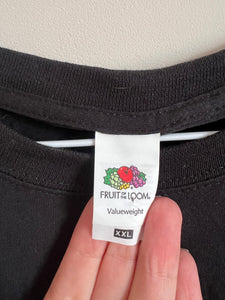 FRUIT OF THE LOOM®
Valueweight
XXL